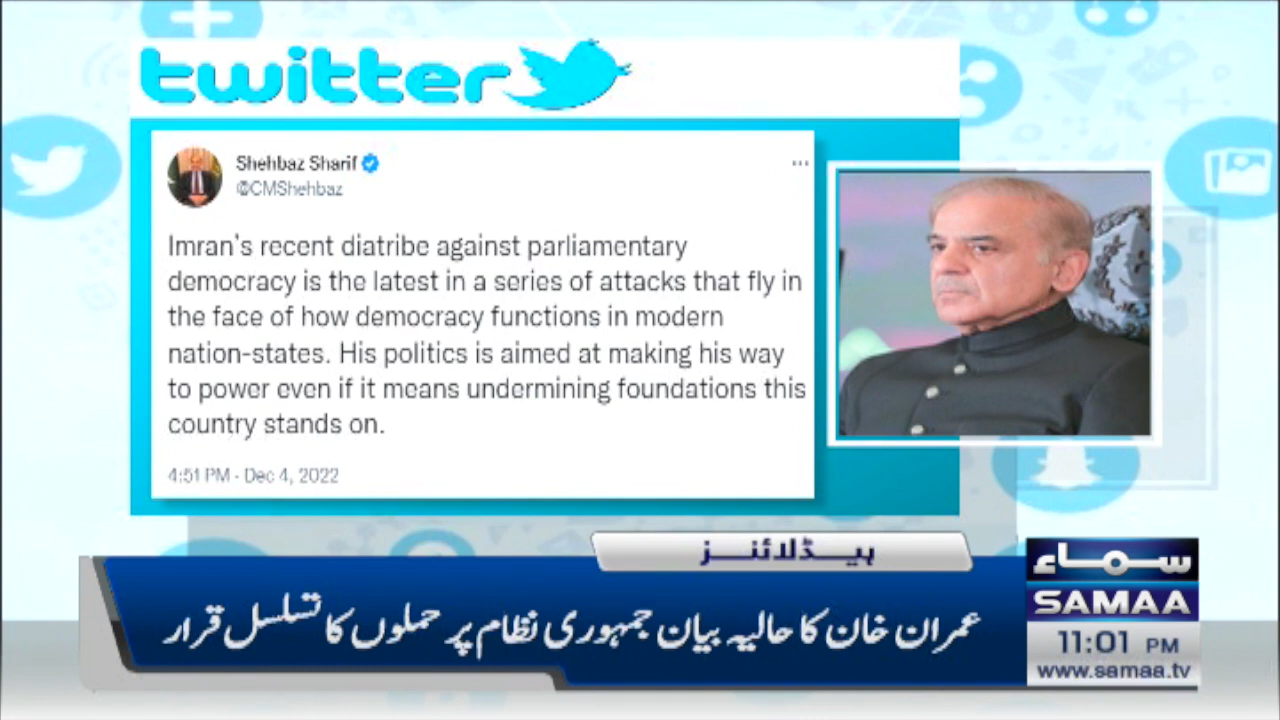 twitter
Shehbaz Sharif
@CMShehbaz
Imran's recent diatribe against parliamentary
democracy is the latest in a series of attacks that fly in
the face of how democracy functions in modern
nation-states. His politics is aimed at making his way
to power even if it means undermining foundations this
country stands on.
4:51 PM - Dec 4, 2022
ہیڈلائنز
عمران خان کا حالیہ بیان جمہوری نظام پر حملوں کا تسلسل قرار
سماء
SAMAA
11:01 PM
www.samaa.tv